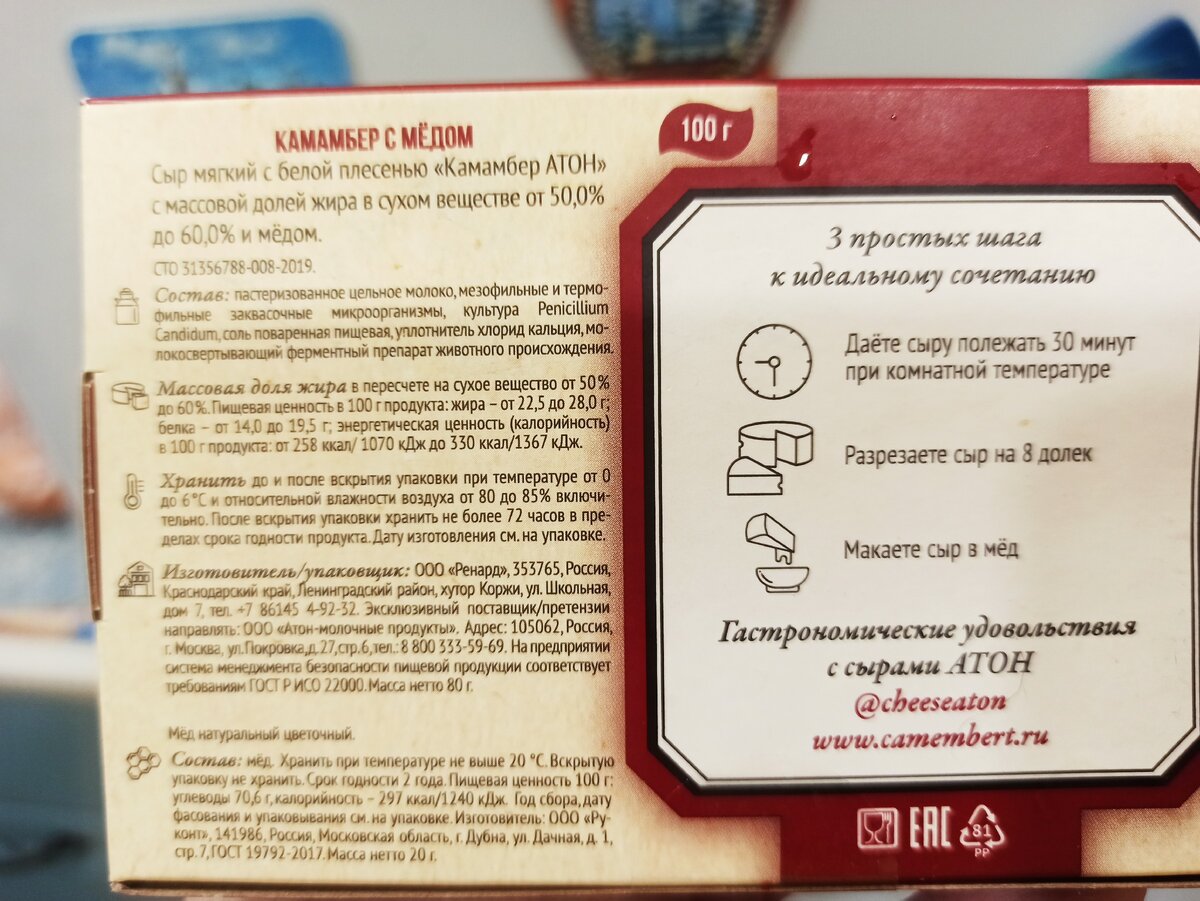 КАМАМБЕР С МЁДОМ
Сыр мягкий с белой плесенью «Камамбер АТОН»
с массовой долей жира в сухом веществе от 50,0%
до 60,0% и мёдом.
СТО 31356788-008-2019.
Состав: пастеризованное цельное молоко, мезофильные и термо-
фильные заквасочные микроорганизмы, культура Penicillium
Candidum, соль поваренная пищевая, уплотнитель хлорид кальция, мо-
локосвертывающий ферментный препарат животного происхождения.
Массовая доля жира в пересчете на сухое вещество от 50%
до 60%. Пищевая ценность в 100 г продукта: жира – от 22,5 до 28,0 г;
белка – от 14,0 до 19,5 г; энергетическая ценность (калорийность)
в 100 г продукта: от 258 ккал/ 1070 кДж до 330 ккал/1367 кДж.
Хранить до и после вскрытия упаковки при температуре от 0
до 6°С и относительной влажности воздуха от 80 до 85% включи-
тельно. После вскрытия упаковки хранить не более 72 часов в пре-
делах срока годности продукта. Дату изготовления см. на упаковке.
Изготовитель/упаковщик: ООО «Ренард», 353765, Россия,
Краснодарский край, Ленинградский район, хутор Коржи, ул. Школьная,
дом 7, тел. +7 86145 4-92-32. Эксклюзивный поставщик/претензии
направлять: ООО «Атон-молочные продукты». Адрес: 105062, Россия,
г. Москва, ул.Покровка,д.27,стр.6,тел.: 8 800 333-59-69. На предприятии
система менеджмента безопасности пищевой продукции соответствует
требованиям ГОСТ Р ИСО 22000. Масса нетто 80 г.
Мёд натуральный цветочный.
Состав: мёд. Хранить при температуре не выше 20 °С. Вскрытую
упаковку не хранить. Срок годности 2 года. Пищевая ценность 100 г:
углеводы 70,6 г, калорийность – 297 ккал/1240 кДж. Год сбора, дату
фасования и упаковывания см. на упаковке. Изготовитель: ООО «Ру-
конт», 141986, Россия, Московская область, г. Дубна, ул. Дачная, д. 1,
стр. 7, ГОСТ 19792-2017. Масса нетто 20 г.
100 г
3 простых шага
к идеальному сочетанию
Даёте сыру полежать 30 минут
при комнатной температуре
Разрезаете сыр на 8 долек
Макаете сыр в мёд
Гастрономические удовольствия
с сырами АТОН
@cheeseaton
www.camembert.ru
EAC
81
PP